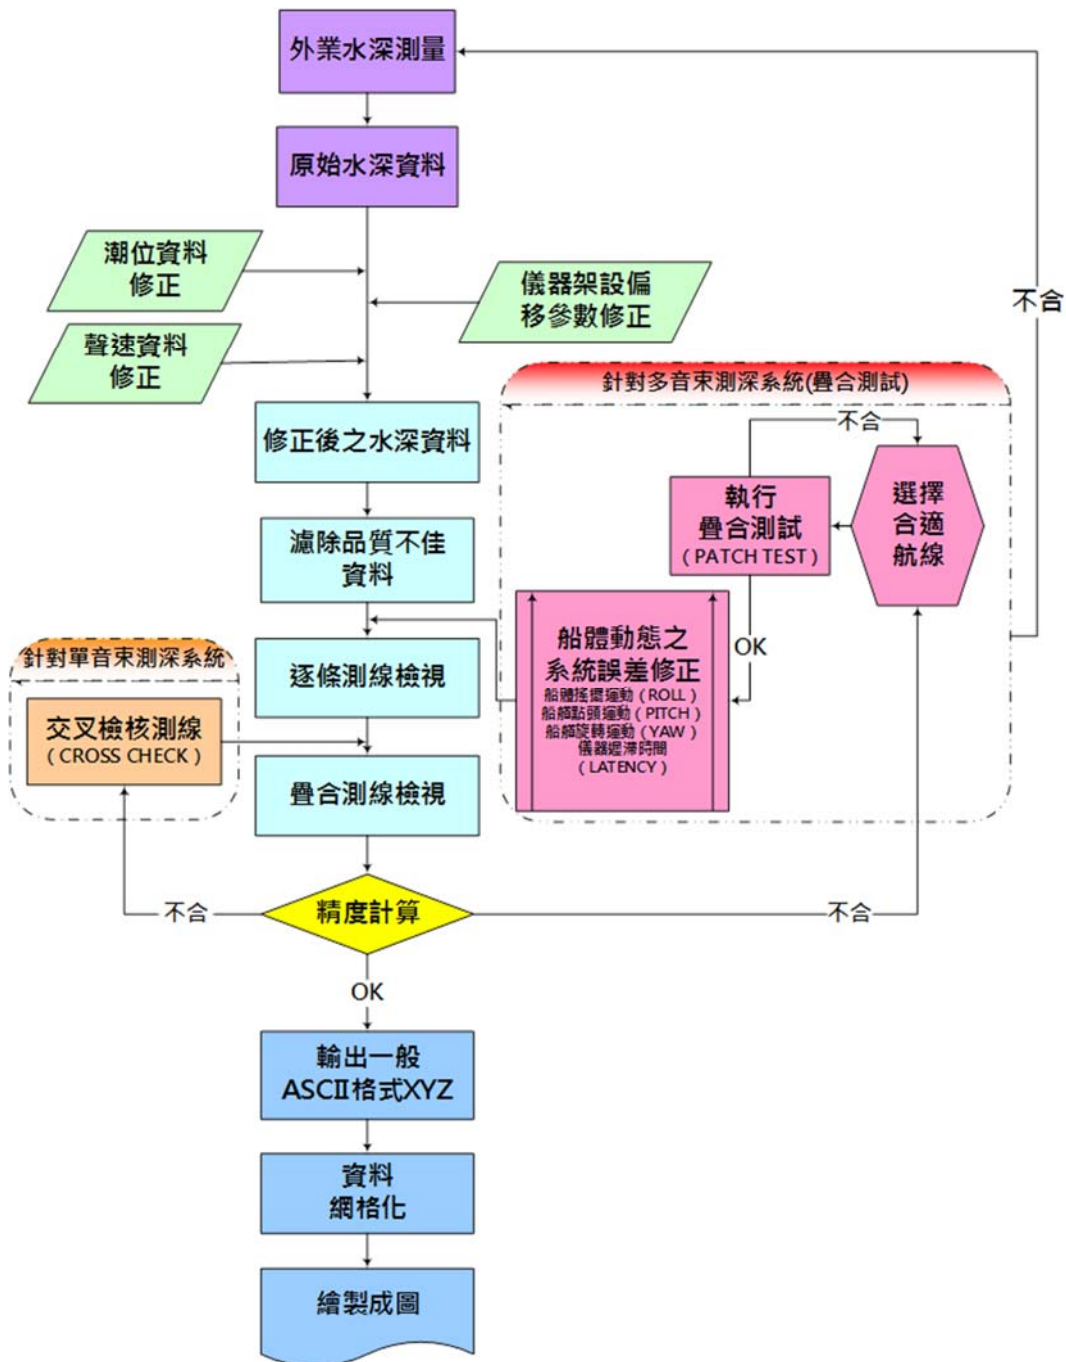 外業水深測量
原始水深資料
潮位資料
修正
儀器架設偏
移參數修正
不合
聲速資料
修正
針對多音束測深系統(疊合測試)
修正後之水深資料
不合
執行
疊合測試
(PATCH TEST)
選擇
合適
航線
濾除品質不佳
資料
船體動態之
系統誤差修正
船體搖擺運動(ROLL)
船艏點頭運動(PITCH)
船艏旋轉運動(YAW)
儀器遲滯時間
(LATENCY)
OK
針對單音束測深系統
逐條測線檢視
交叉檢核測線
(CROSS CHECK)
疊合測線檢視
不合
精度計算
不合
OK
輸出一般
ASCII格式XYZ
資料
網格化
繪製成圖